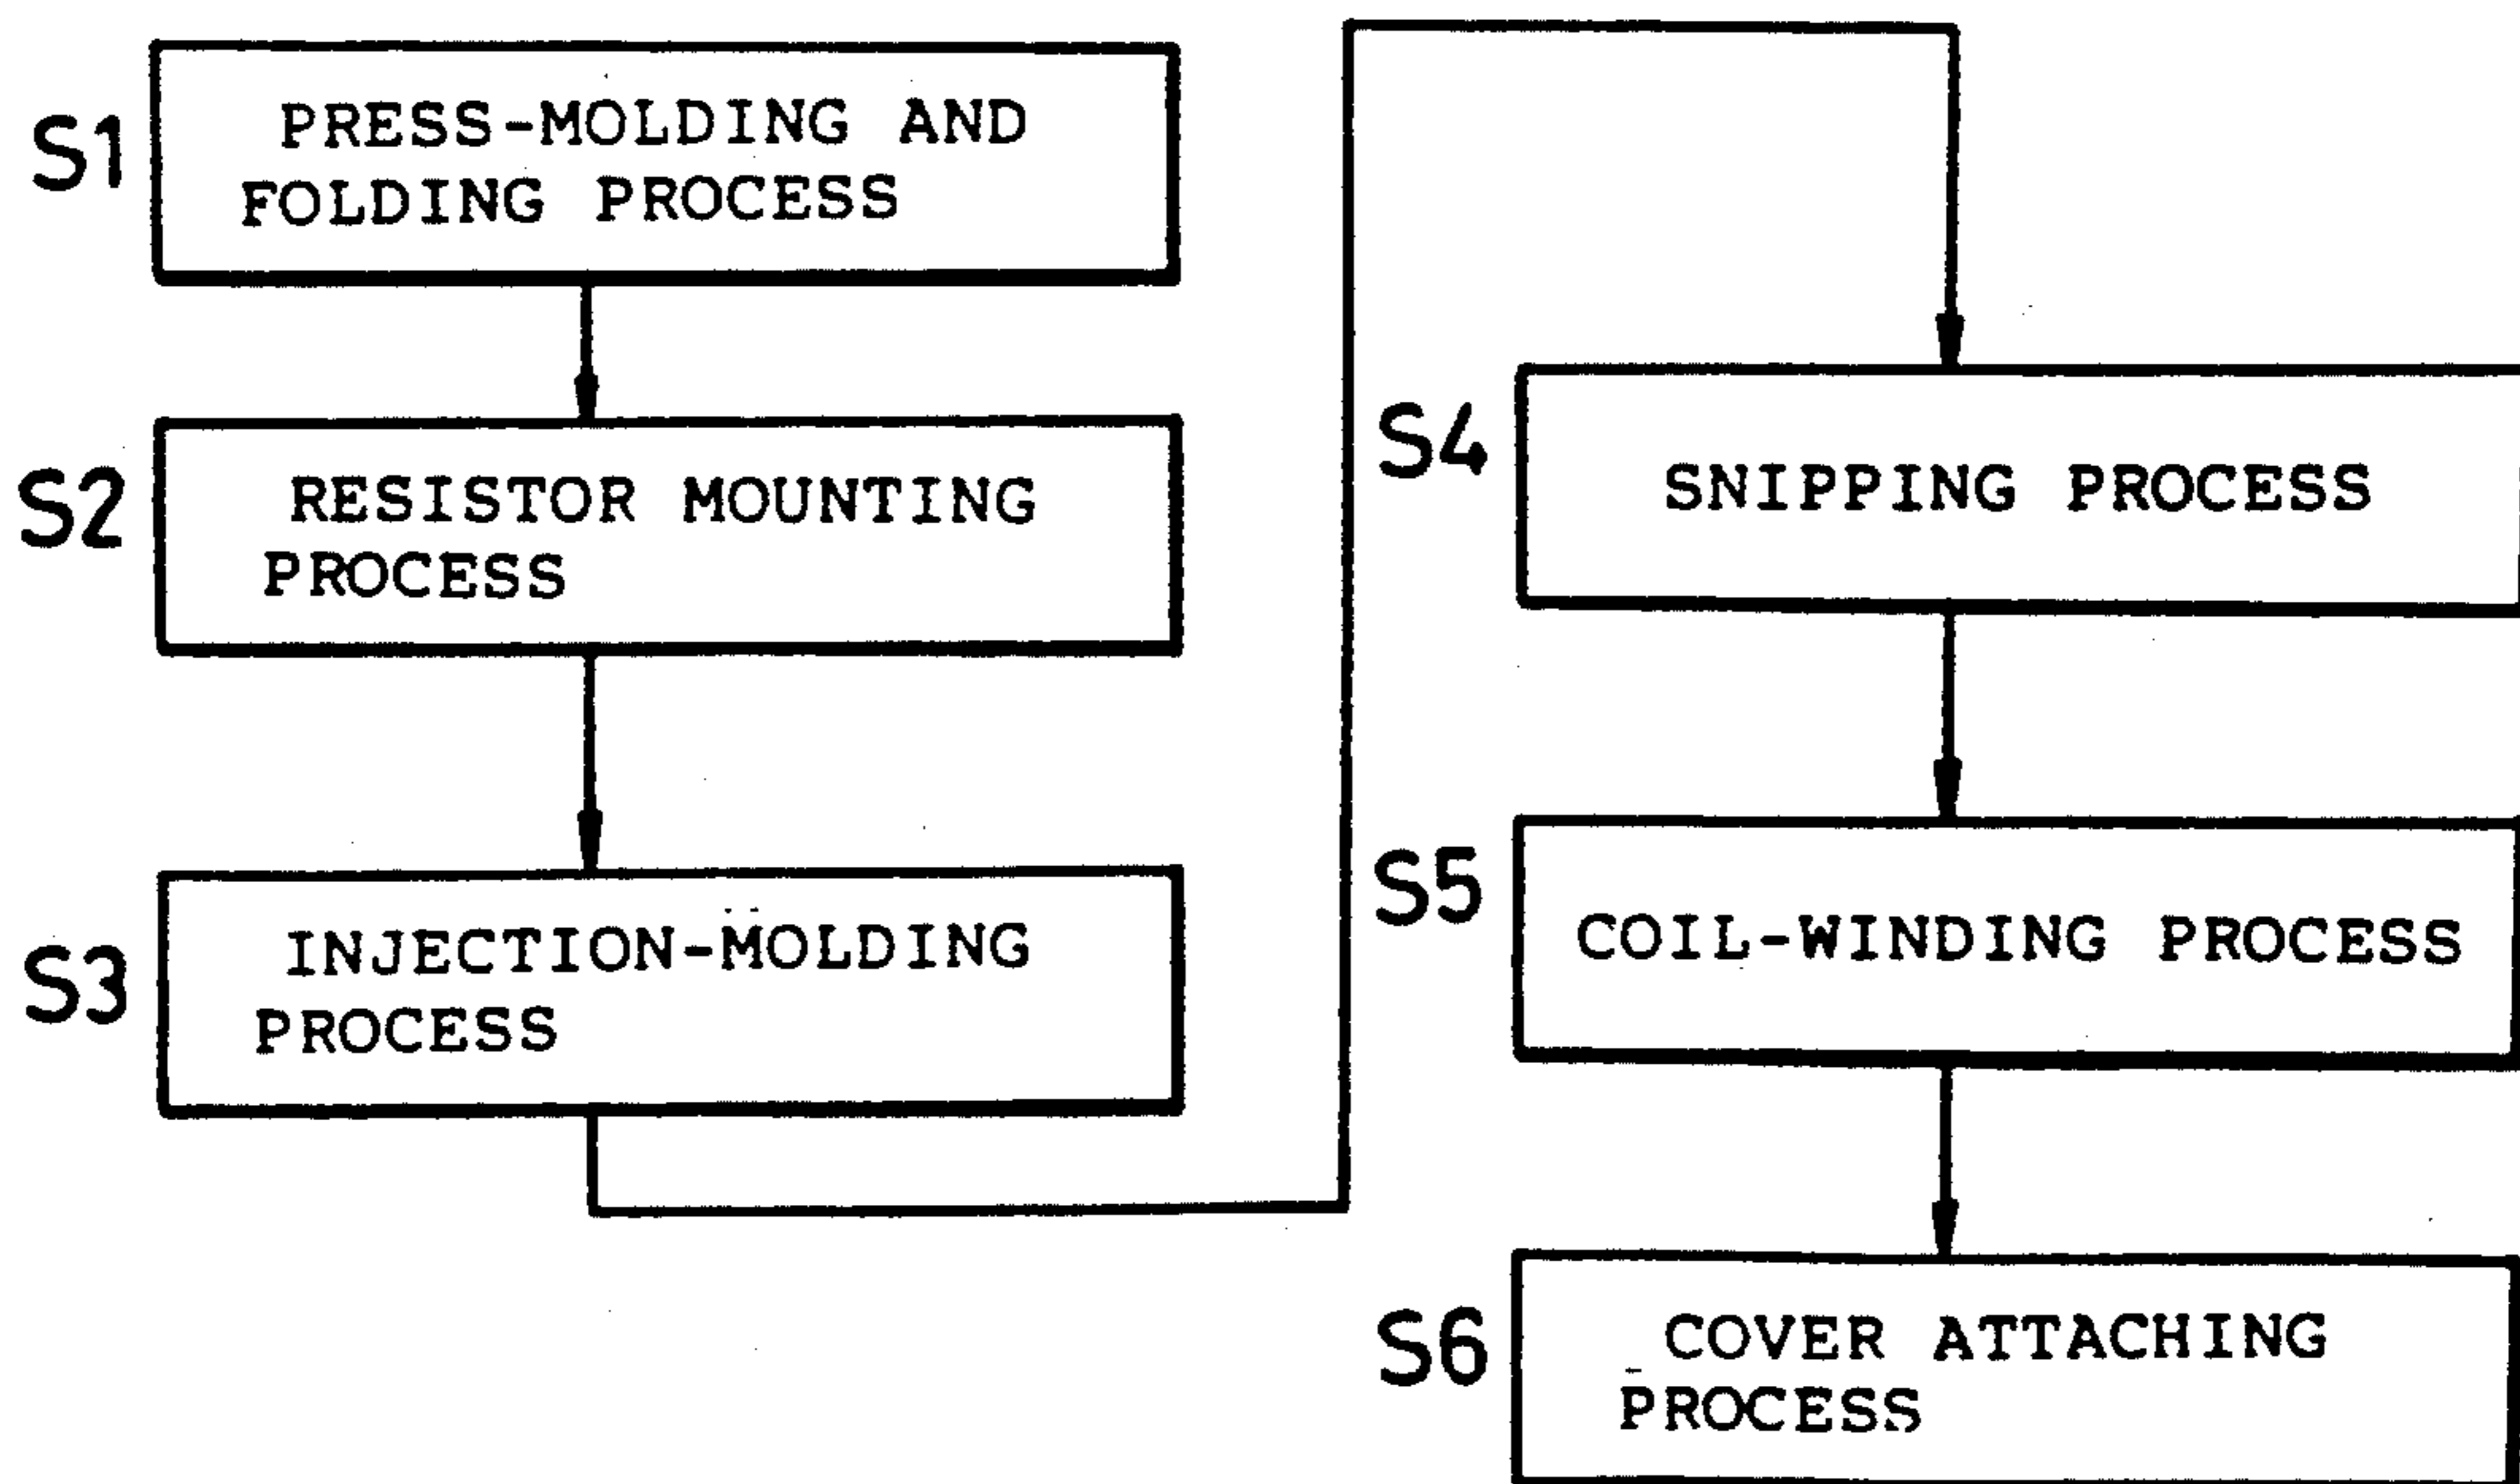 S1
PRESS-MOLDING AND
FOLDING PROCESS
S2
RESISTOR MOUNTING
PROCESS
S3
INJECTION-MOLDING
PROCESS
S4
SNIPPING PROCESS
S5
COIL-WINDING PROCESS
S6
COVER ATTACHING
PROCESS